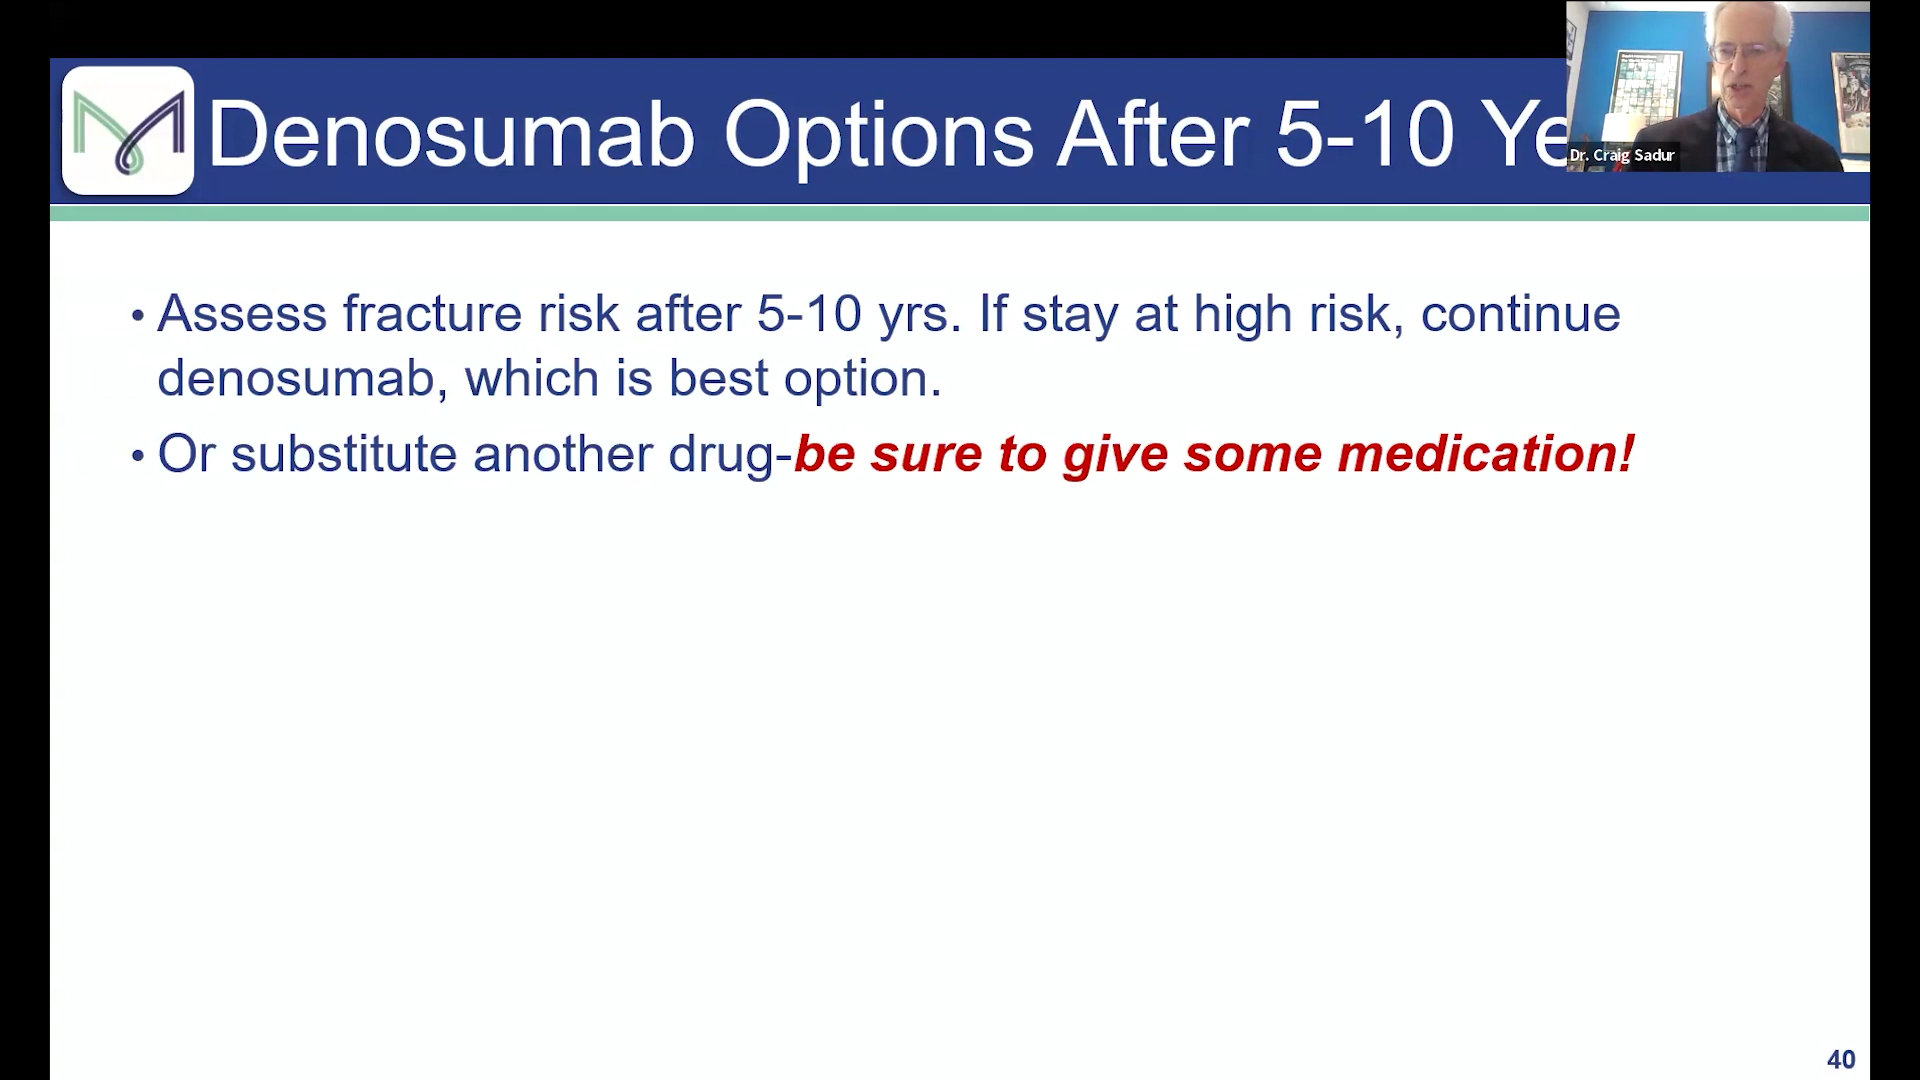 Denosumab Options After 5-10 Ye
Dr. Craig Sadur
• Assess fracture risk after 5-10 yrs. If stay at high risk, continue
denosumab, which is best option.
• Or substitute another drug-be sure to give some medication!
40